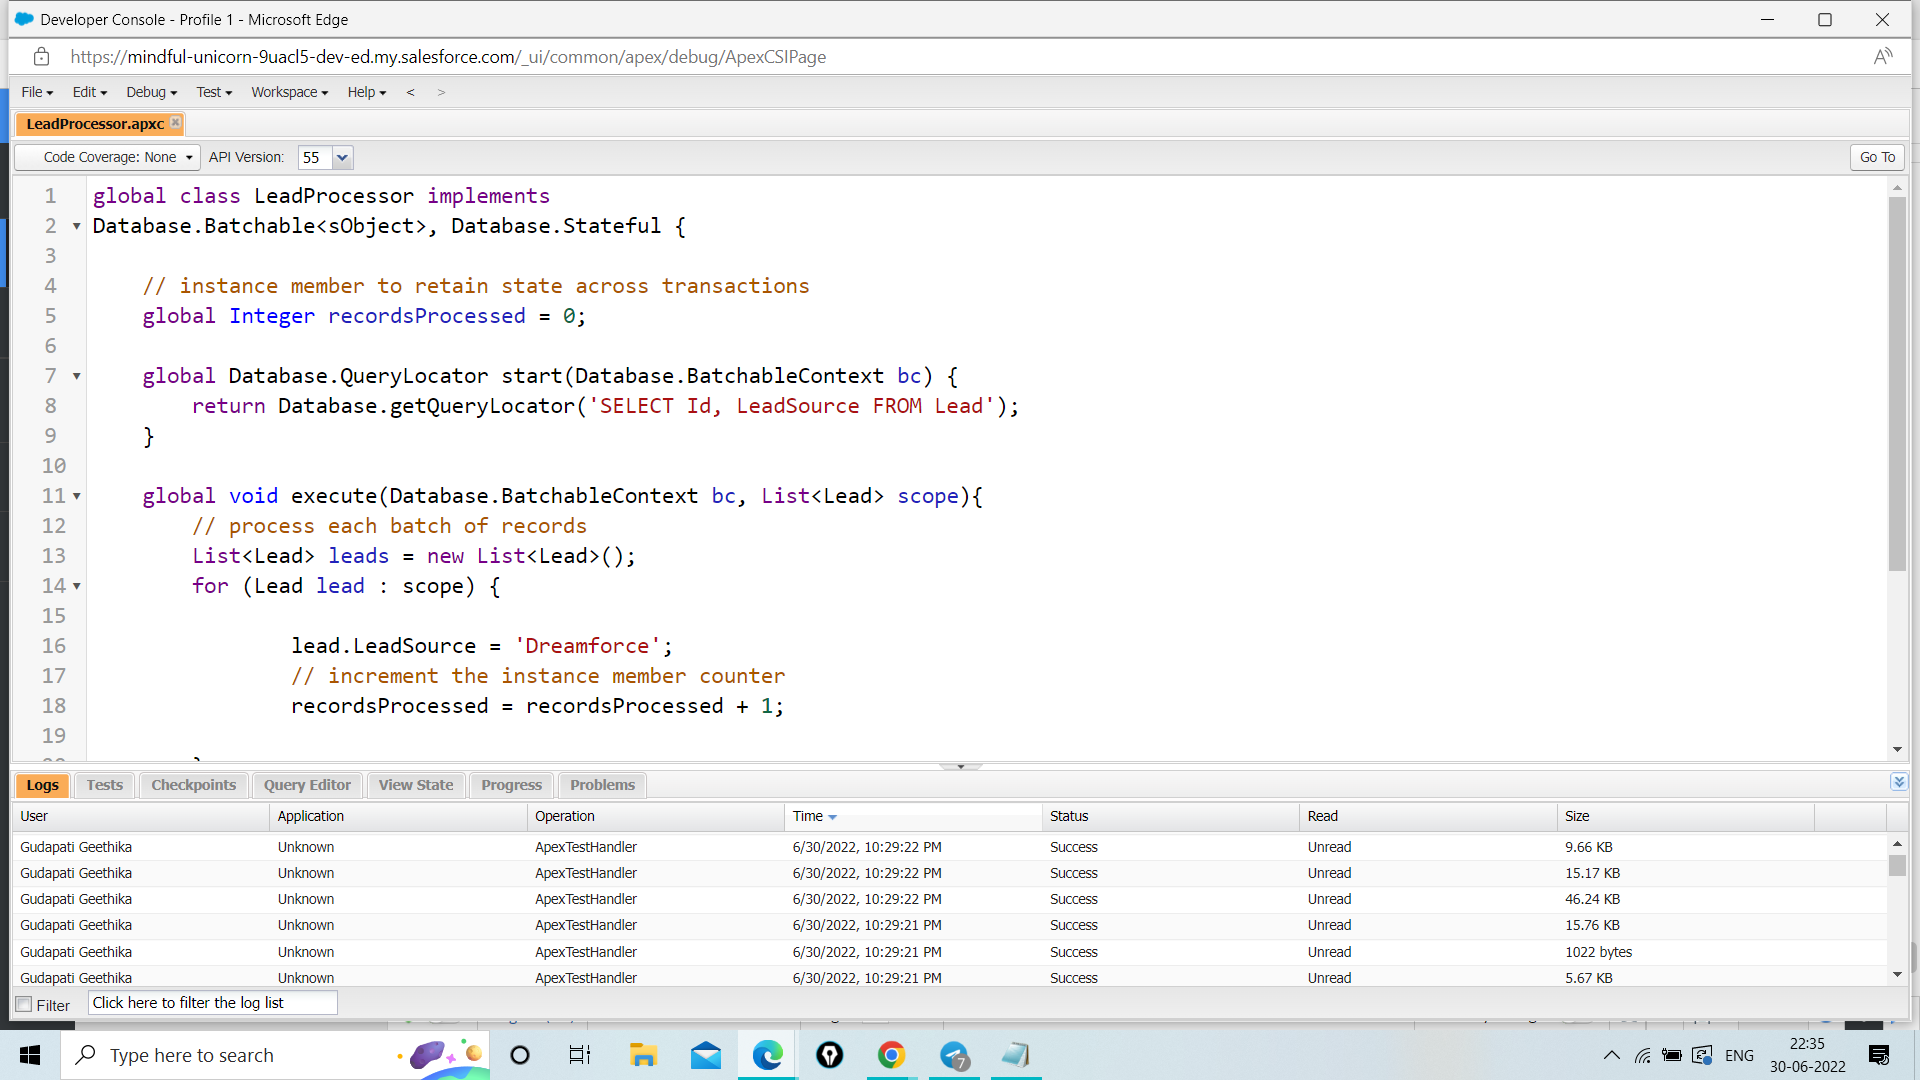 Developer Console - Profile 1 - Microsoft Edge
https://mindful-unicorn-9uacl5-dev-ed.my.salesforce.com/_ui/common/apex/debug/ApexCSIPage
File Edit Debug Test Workspace Help < >
LeadProcessor.apxc
Code Coverage: None API Version: 55 Go To
1 global class LeadProcessor implements
2 Database.Batchable<sObject>, Database.Stateful {
3
4 // instance member to retain state across transactions
5 global Integer recordsProcessed = 0;
6
7 global Database.QueryLocator start(Database.BatchableContext bc) {
8 return Database.getQueryLocator('SELECT Id, LeadSource FROM Lead');
9 }
10
11 global void execute(Database.BatchableContext bc, List<Lead> scope){
12 // process each batch of records
13 List<Lead> leads = new List<Lead>();
14 for (Lead lead : scope) {
15
16 lead.LeadSource = 'Dreamforce';
17 // increment the instance member counter
18 recordsProcessed = recordsProcessed + 1;
19
Logs Tests Checkpoints Query Editor View State Progress Problems
User Application Operation Time Status Read Size
Gudapati Geethika Unknown ApexTestHandler 6/30/2022, 10:29:22 PM Success Unread 9.66 KB
Gudapati Geethika Unknown ApexTestHandler 6/30/2022, 10:29:22 PM Success Unread 15.17 KB
Gudapati Geethika Unknown ApexTestHandler 6/30/2022, 10:29:22 PM Success Unread 46.24 KB
Gudapati Geethika Unknown ApexTestHandler 6/30/2022, 10:29:21 PM Success Unread 15.76 KB
Gudapati Geethika Unknown ApexTestHandler 6/30/2022, 10:29:21 PM Success Unread 1022 bytes
Gudapati Geethika Unknown ApexTestHandler 6/30/2022, 10:29:21 PM Success Unread 5.67 KB
Filter Click here to filter the log list
Type here to search 7 ENG 22:35
30-06-2022